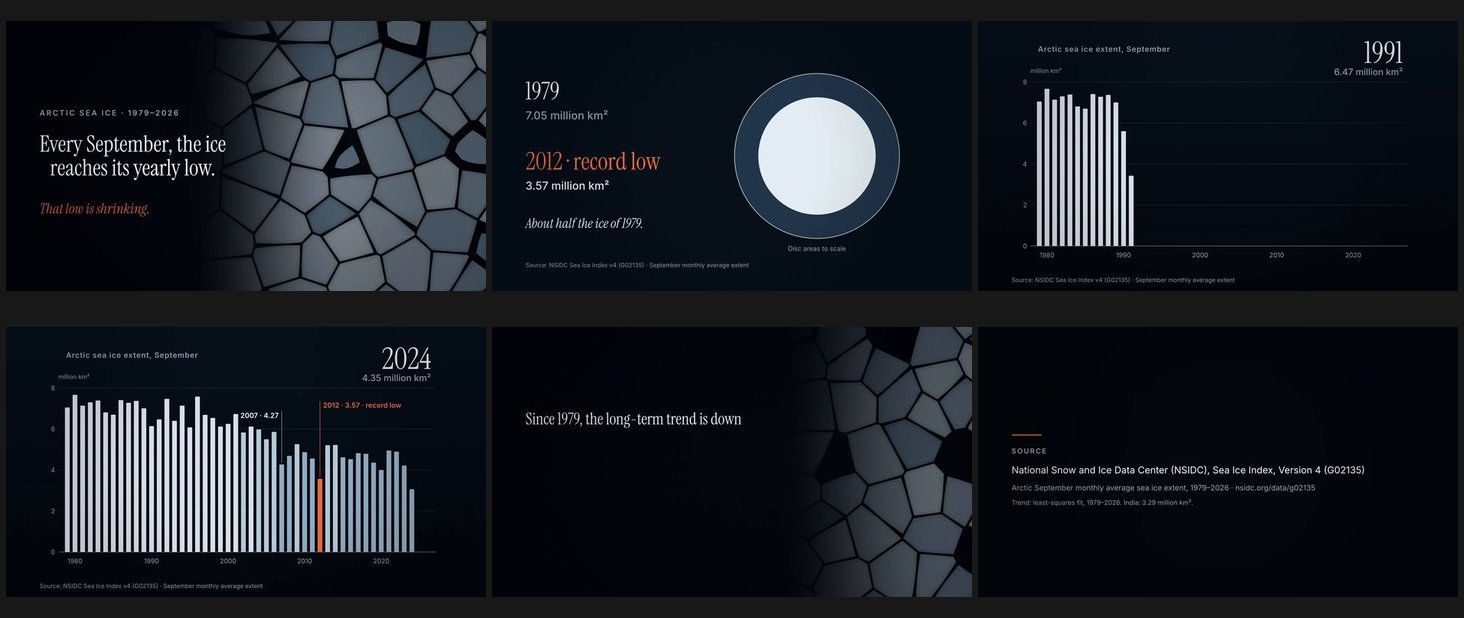 ARCTIC SEA ICE · 1979–2026
Every September, the ice
reaches its yearly low.
That low is shrinking.
1979
7.05 million km²
2012 · record low
3.57 million km²
About half the ice of 1979.
Disc areas to scale
Source: NSIDC Sea Ice Index v4 (G02135) · September monthly average extent
Arctic sea ice extent, September
1991
6.47 million km²
million km²
8
6
4
2
0
1980 1990 2000 2010 2020
Source: NSIDC Sea Ice Index v4 (G02135) · September monthly average extent
Arctic sea ice extent, September
2024
4.35 million km²
million km²
8
2007 · 4.27
2012 · 3.57 · record low
6
4
2
0
1980 1990 2000 2010 2020
Source: NSIDC Sea Ice Index v4 (G02135) · September monthly average extent
Since 1979, the long-term trend is down
SOURCE
National Snow and Ice Data Center (NSIDC), Sea Ice Index, Version 4 (G02135)
Arctic September monthly average sea ice extent, 1979–2026 · nsidc.org/data/g02135
Trend: least-squares fit, 1979–2026. India: 3.29 million km².